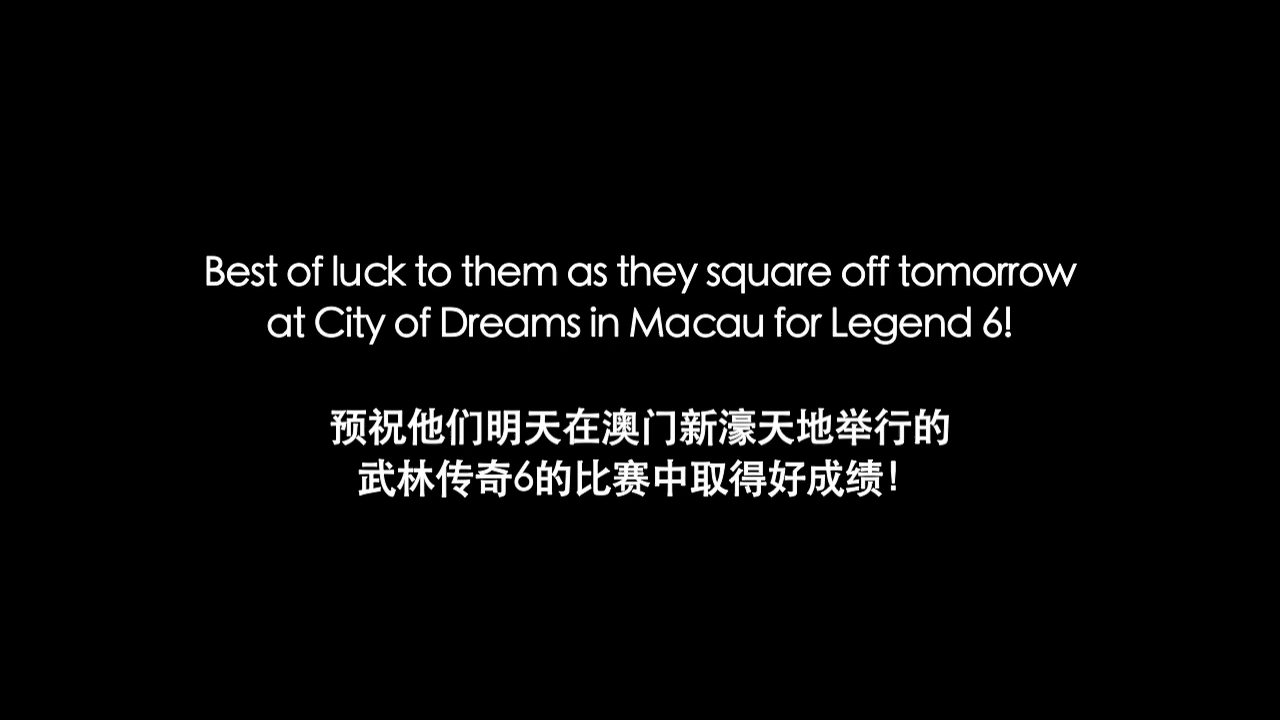 Best of luck to them as they square off tomorrow
at City of Dreams in Macau for Legend 6!
预祝他们明天在澳门新濠天地举行的
武林传奇6的比赛中取得好成绩！